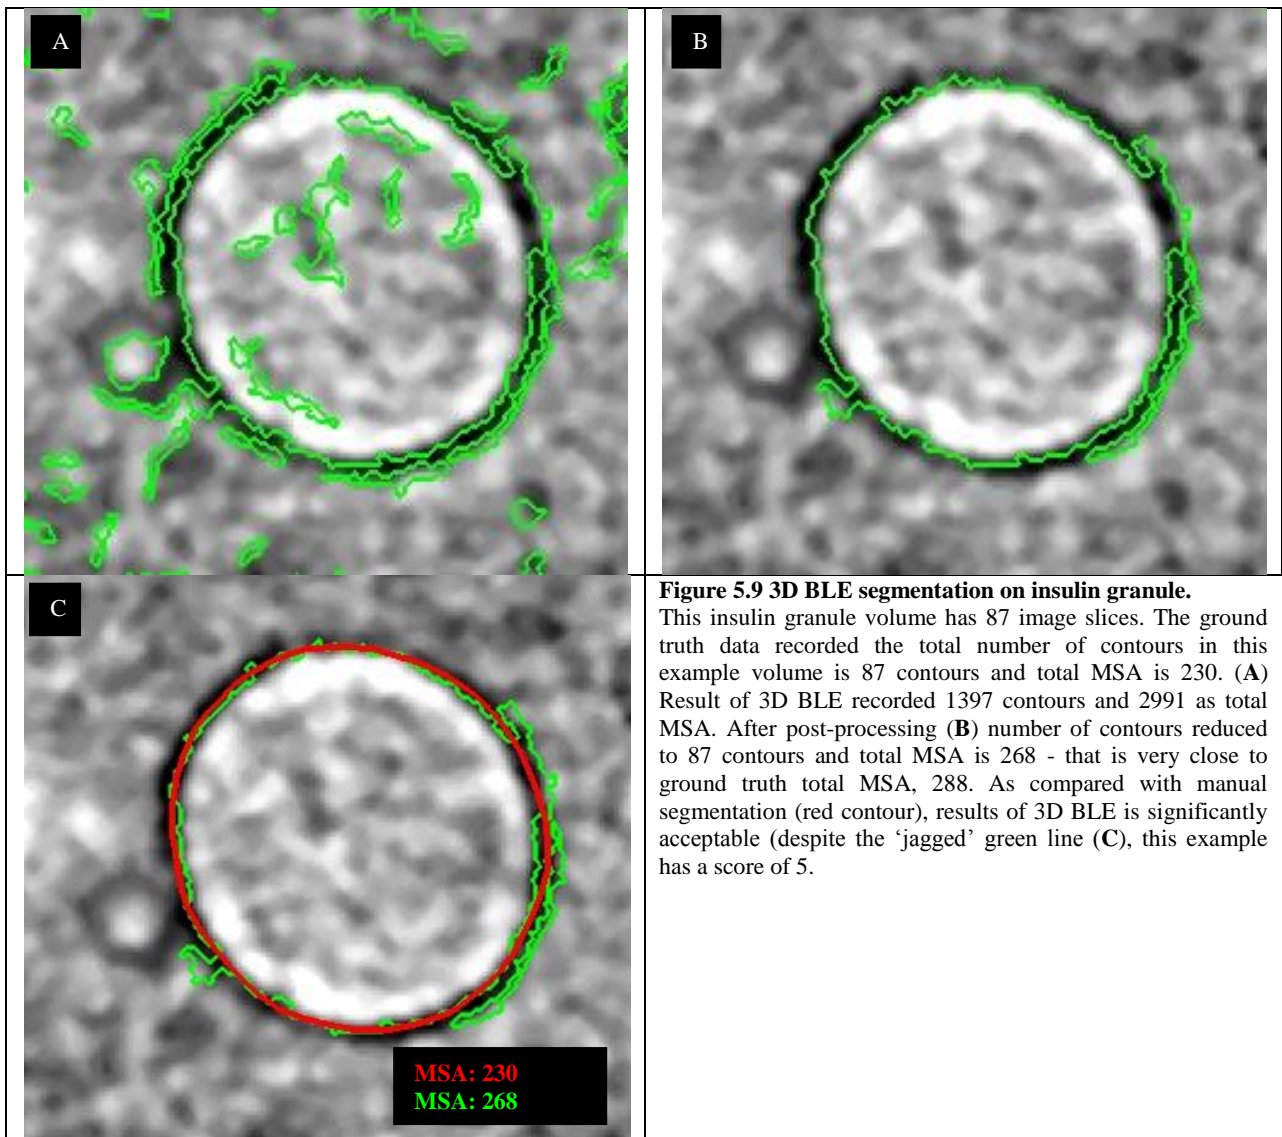 A
B
C
MSA: 230
MSA: 268
Figure 5.9 3D BLE segmentation on insulin granule.
This insulin granule volume has 87 image slices. The ground
truth data recorded the total number of contours in this
example volume is 87 contours and total MSA is 230. (A)
Result of 3D BLE recorded 1397 contours and 2991 as total
MSA. After post-processing (B) number of contours reduced
to 87 contours and total MSA is 268 - that is very close to
ground truth total MSA, 288. As compared with manual
segmentation (red contour), results of 3D BLE is significantly
acceptable (despite the ‘jagged’ green line (C), this example
has a score of 5.